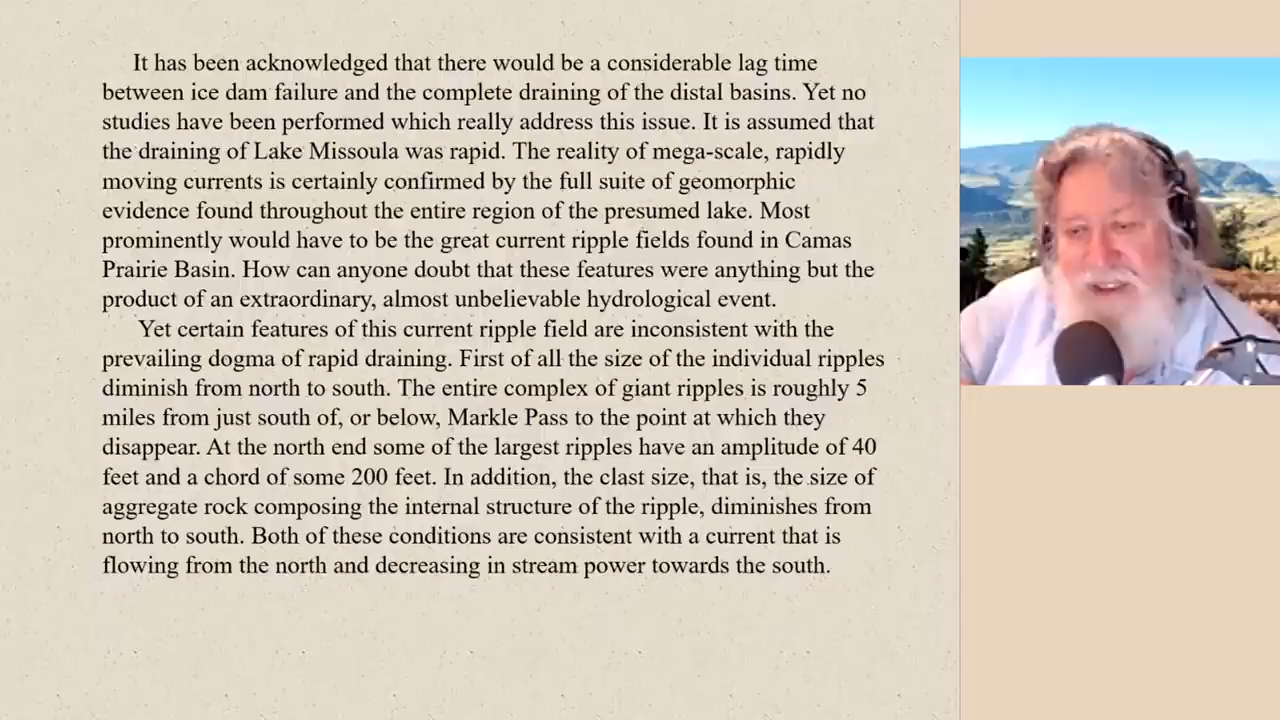 It has been acknowledged that there would be a considerable lag time
between ice dam failure and the complete draining of the distal basins. Yet no
studies have been performed which really address this issue. It is assumed that
the draining of Lake Missoula was rapid. The reality of mega-scale, rapidly
moving currents is certainly confirmed by the full suite of geomorphic
evidence found throughout the entire region of the presumed lake. Most
prominently would have to be the great current ripple fields found in Camas
Prairie Basin. How can anyone doubt that these features were anything but the
product of an extraordinary, almost unbelievable hydrological event.
Yet certain features of this current ripple field are inconsistent with the
prevailing dogma of rapid draining. First of all the size of the individual ripples
diminish from north to south. The entire complex of giant ripples is roughly 5
miles from just south of, or below, Markle Pass to the point at which they
disappear. At the north end some of the largest ripples have an amplitude of 40
feet and a chord of some 200 feet. In addition, the clast size, that is, the size of
aggregate rock composing the internal structure of the ripple, diminishes from
north to south. Both of these conditions are consistent with a current that is
flowing from the north and decreasing in stream power towards the south.